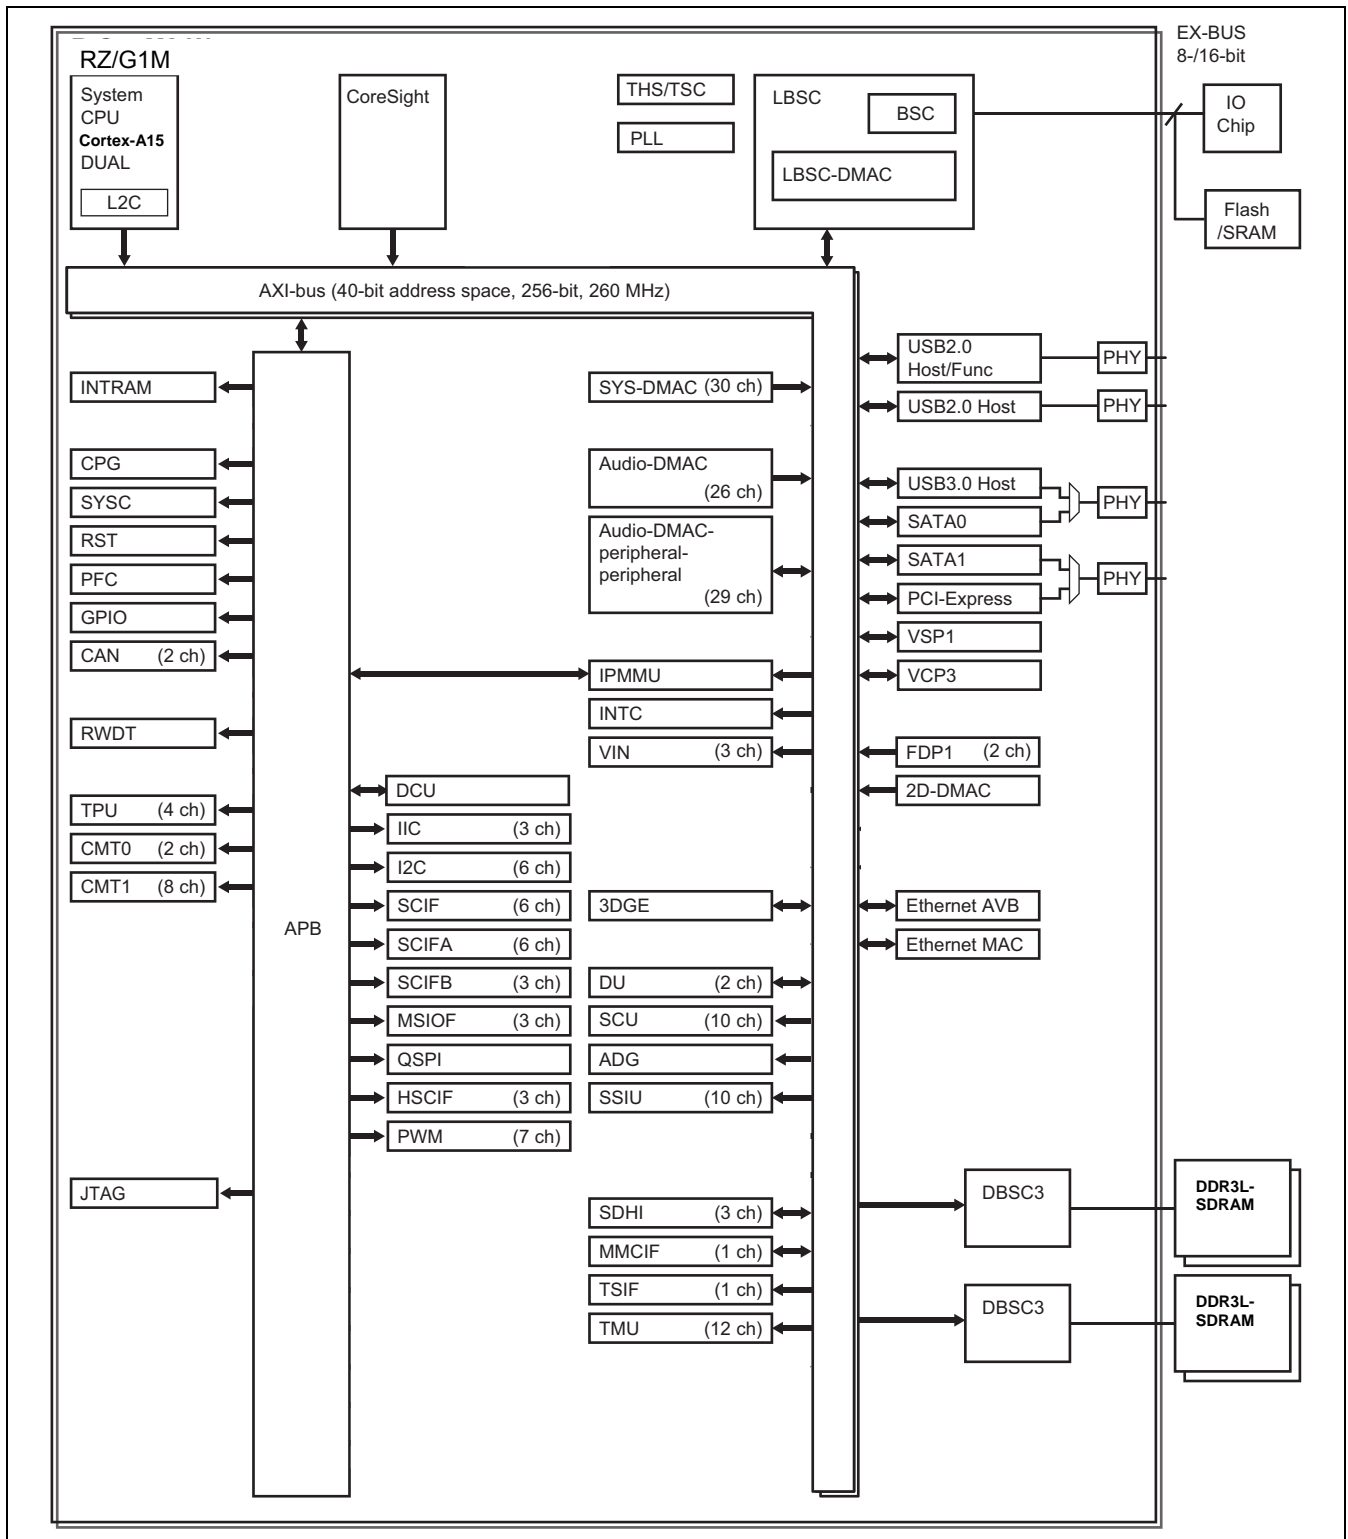 EX-BUS
8-/16-bit
RZ/G1M
System
CPU
Cortex-A15
DUAL
L2C
CoreSight
THS/TSC
PLL
LBSC
BSC
LBSC-DMAC
IO
Chip
Flash
/SRAM
AXI-bus (40-bit address space, 256-bit, 260 MHz)
INTRAM
CPG
SYSC
RST
PFC
GPIO
CAN (2 ch)
RWDT
TPU (4 ch)
CMT0 (2 ch)
CMT1 (8 ch)
JTAG
APB
DCU
IIC (3 ch)
I2C (6 ch)
SCIF (6 ch)
SCIFA (6 ch)
SCIFB (3 ch)
MSIOF (3 ch)
QSPI
HSCIF (3 ch)
PWM (7 ch)
SYS-DMAC (30 ch)
Audio-DMAC
(26 ch)
Audio-DMAC-
peripheral-
peripheral
(29 ch)
IPMMU
INTC
VIN (3 ch)
3DGE
DU (2 ch)
SCU (10 ch)
ADG
SSIU (10 ch)
SDHI (3 ch)
MMCIF (1 ch)
TSIF (1 ch)
TMU (12 ch)
USB2.0
Host/Func
PHY
USB2.0 Host
PHY
USB3.0 Host
SATA0
PHY
SATA1
PCI-Express
PHY
VSP1
VCP3
FDP1 (2 ch)
2D-DMAC
Ethernet AVB
Ethernet MAC
DBSC3
DDR3L-
SDRAM
DBSC3
DDR3L-
SDRAM